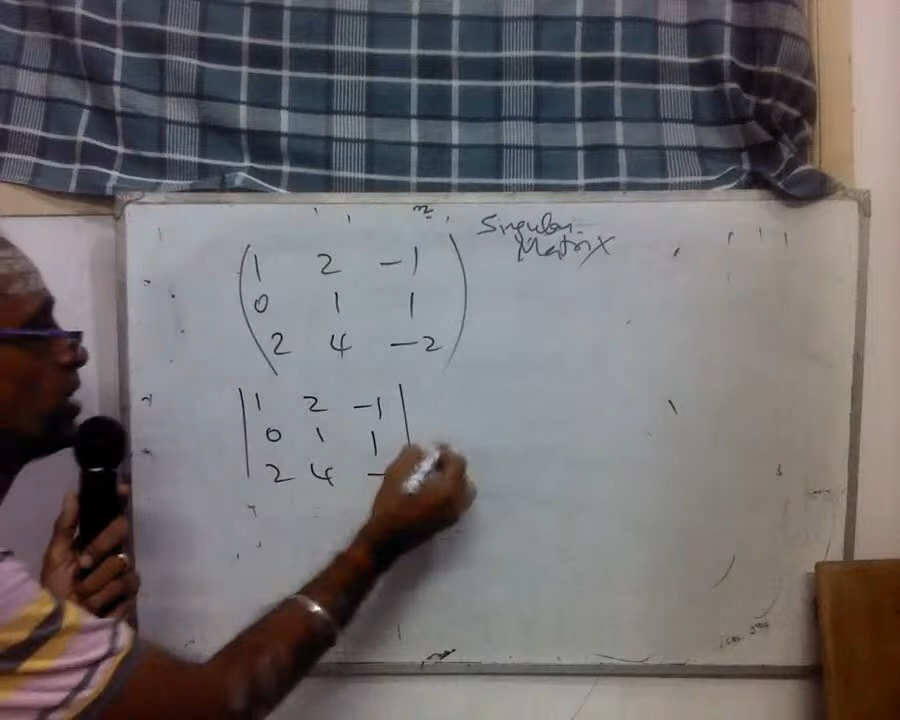 Singular
Matrix
1 2 -1
0 1 1
2 4 -2
1 2 -1
0 1 1
2 4 -